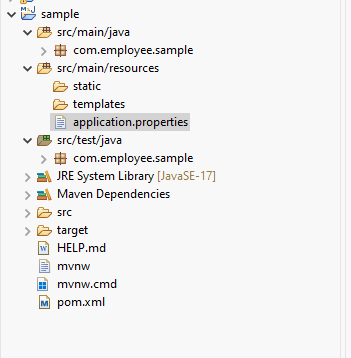 sample
src/main/java
com.employee.sample
src/main/resources
static
templates
application.properties
src/test/java
com.employee.sample
JRE System Library [JavaSE-17]
Maven Dependencies
src
target
HELP.md
mvnw
mvnw.cmd
pom.xml